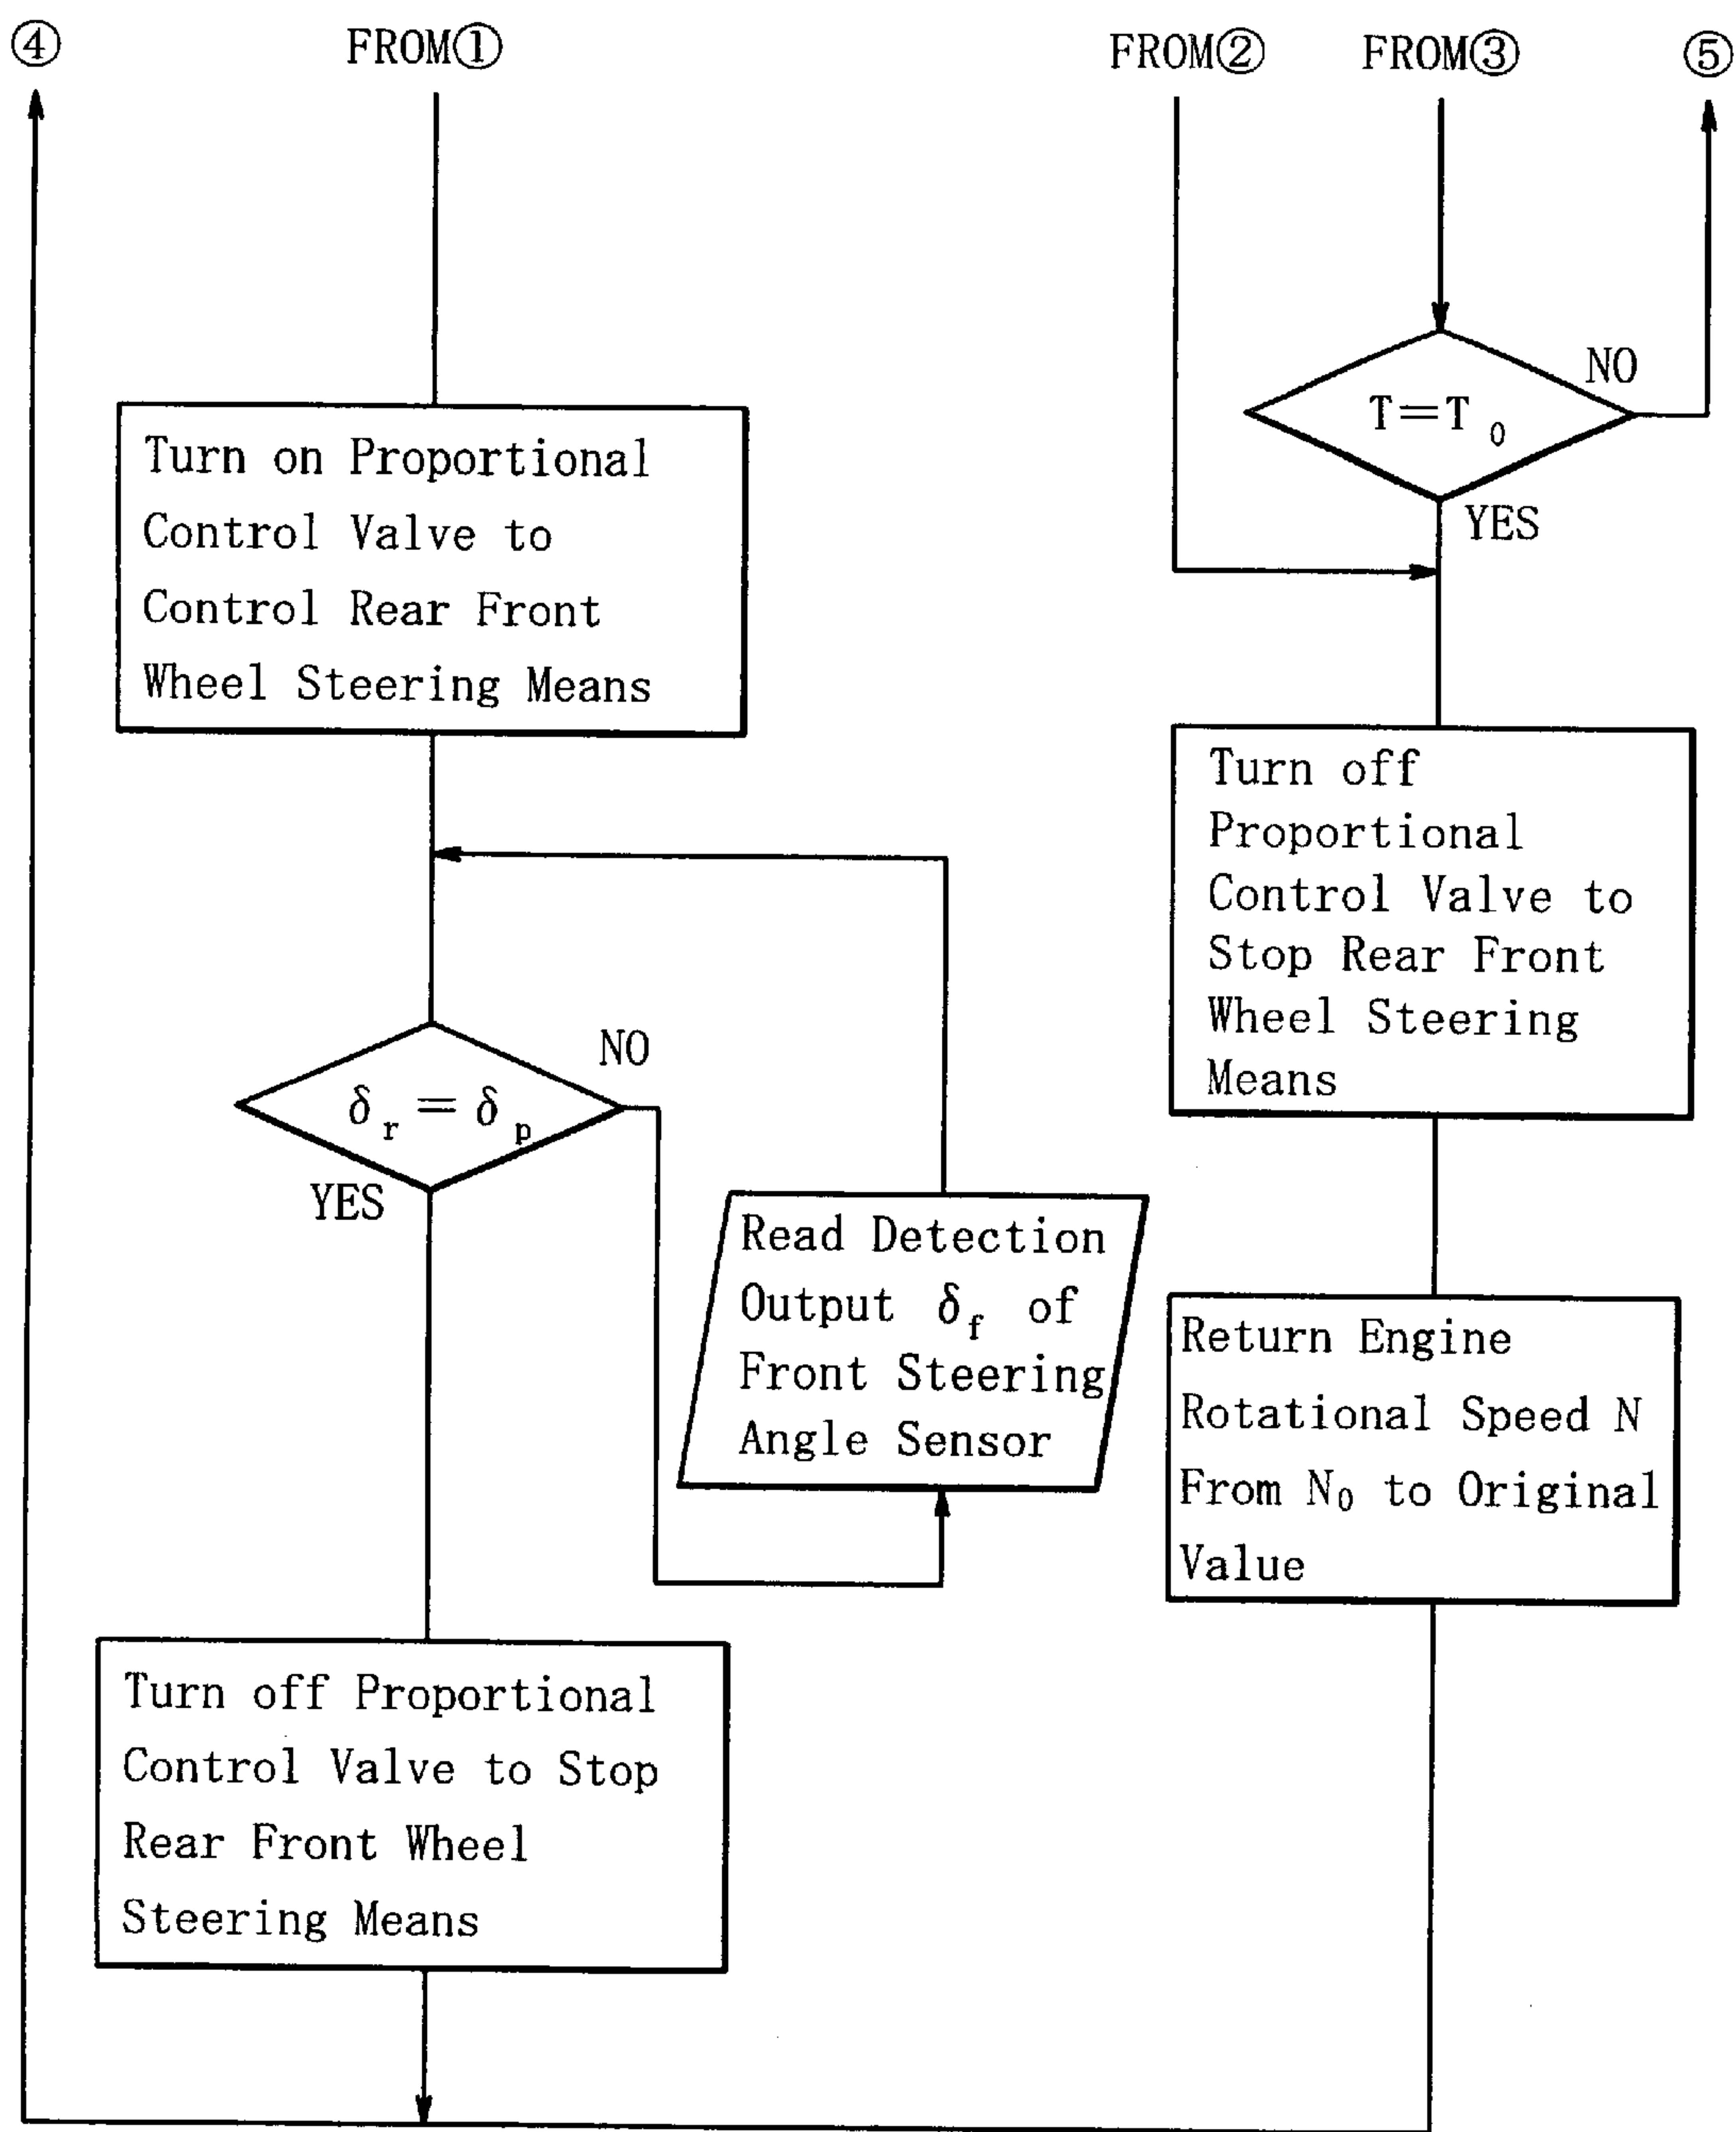 ④
FROM①
FROM②
FROM③
⑤
Turn on Proportional
Control Valve to
Control Rear Front
Wheel Steering Means
δr=δp
NO
YES
Read Detection
Output δf of
Front Steering
Angle Sensor
Turn off Proportional
Control Valve to Stop
Rear Front Wheel
Steering Means
T=T0
NO
YES
Turn off
Proportional
Control Valve to
Stop Rear Front
Wheel Steering
Means
Return Engine
Rotational Speed N
From N0 to Original
Value